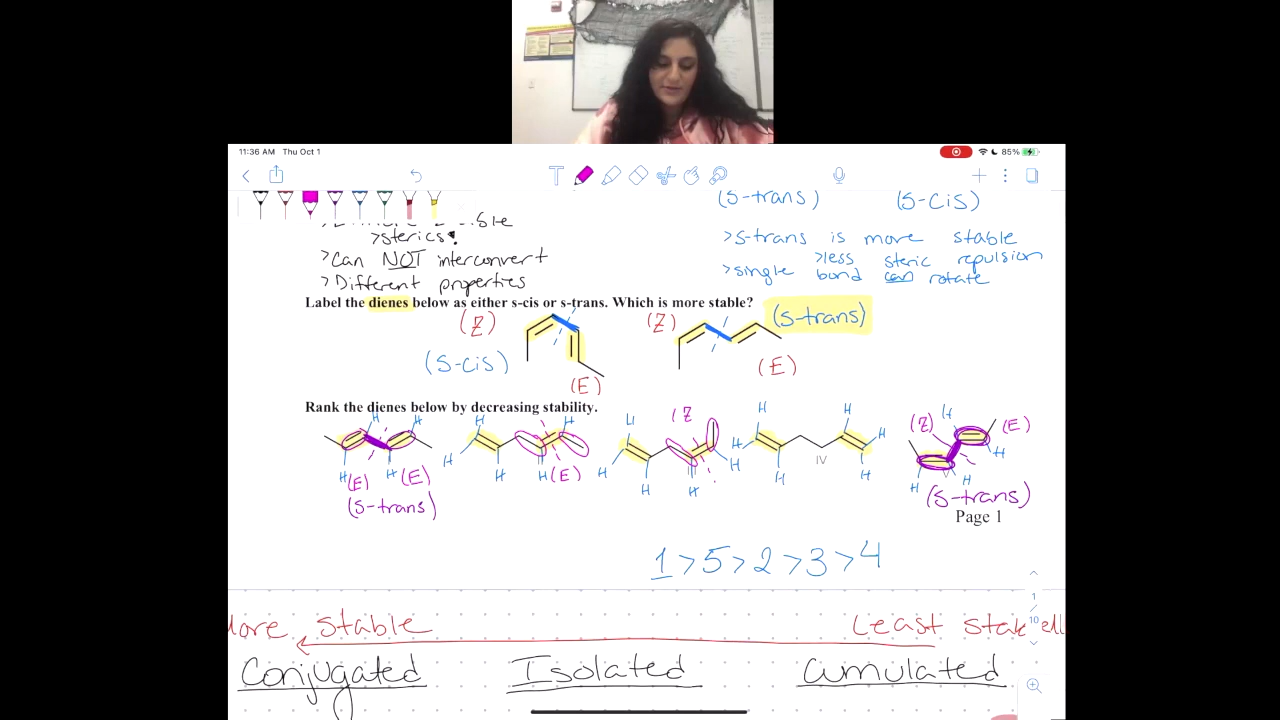 11:36 AM Thu Oct 1
85%
(S-trans) (S-cis)
>sterics!
>Can NOT interconvert
>Different properties
>S-trans is more stable
>less steric repulsion
>single bond can rotate
Label the dienes below as either s-cis or s-trans. Which is more stable?
(Z) (Z) (S-trans)
(S-cis)
(E) (E)
Rank the dienes below by decreasing stability.
H H H H H (Z H H (Z) H (E)
H H H H H H
H H H H H H H H H
(E) (E) (E) IV
(S-trans) (S-trans)
Page 1
1>5>2>3>4
1
10
More stable Least
Conjugated Isolated Cumulated